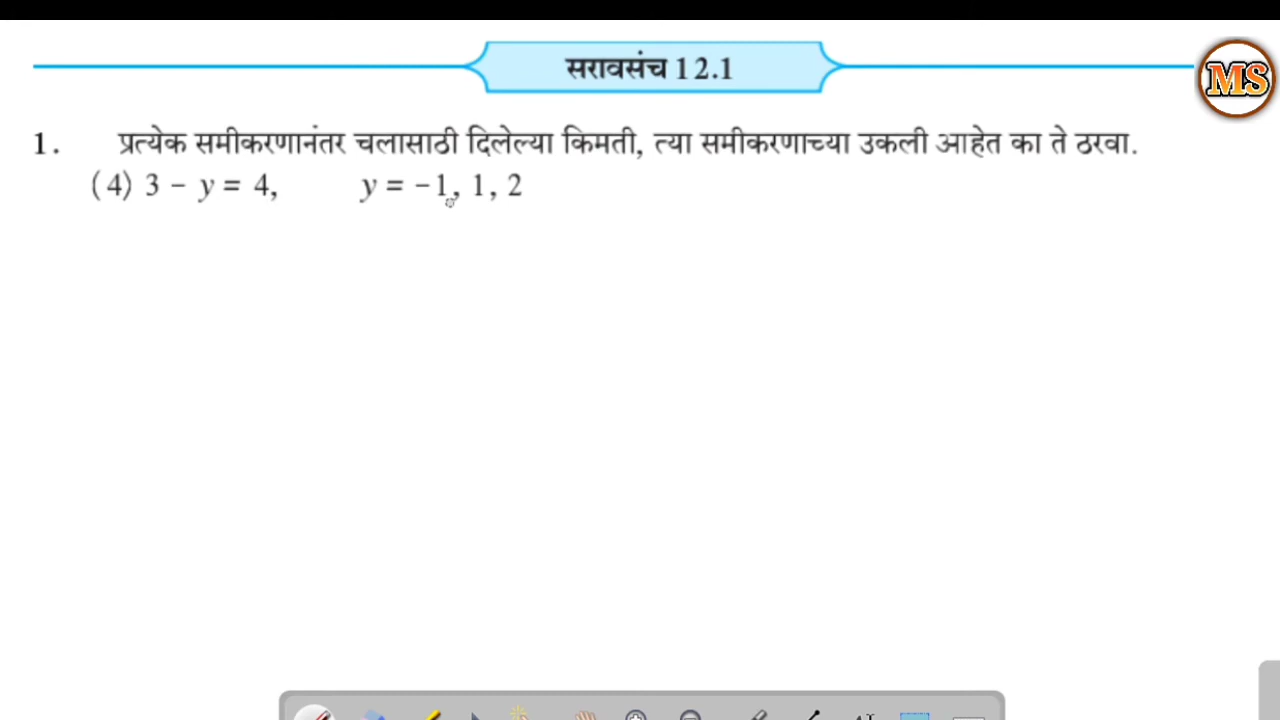 सरावसंच 12.1
MS
1. प्रत्येक समीकरणानंतर चलासाठी दिलेल्या किमती, त्या समीकरणाच्या उकली आहेत का ते ठरवा.
(4) 3 − y = 4, y = −1, 1, 2